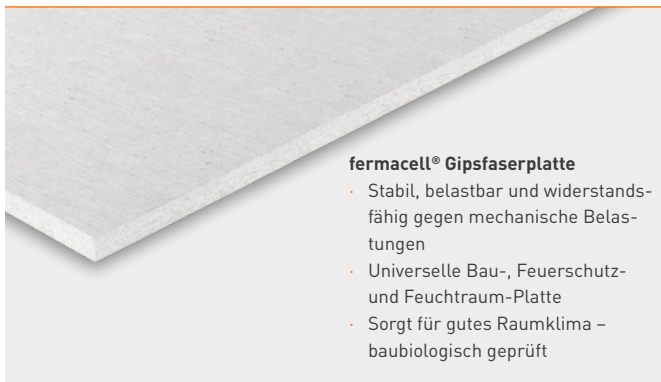 fermacell® Gipsfaserplatte
· Stabil, belastbar und widerstands-
fähig gegen mechanische Belas-
tungen
· Universelle Bau-, Feuerschutz-
und Feuchtraum-Platte
· Sorgt für gutes Raumklima –
baubiologisch geprüft